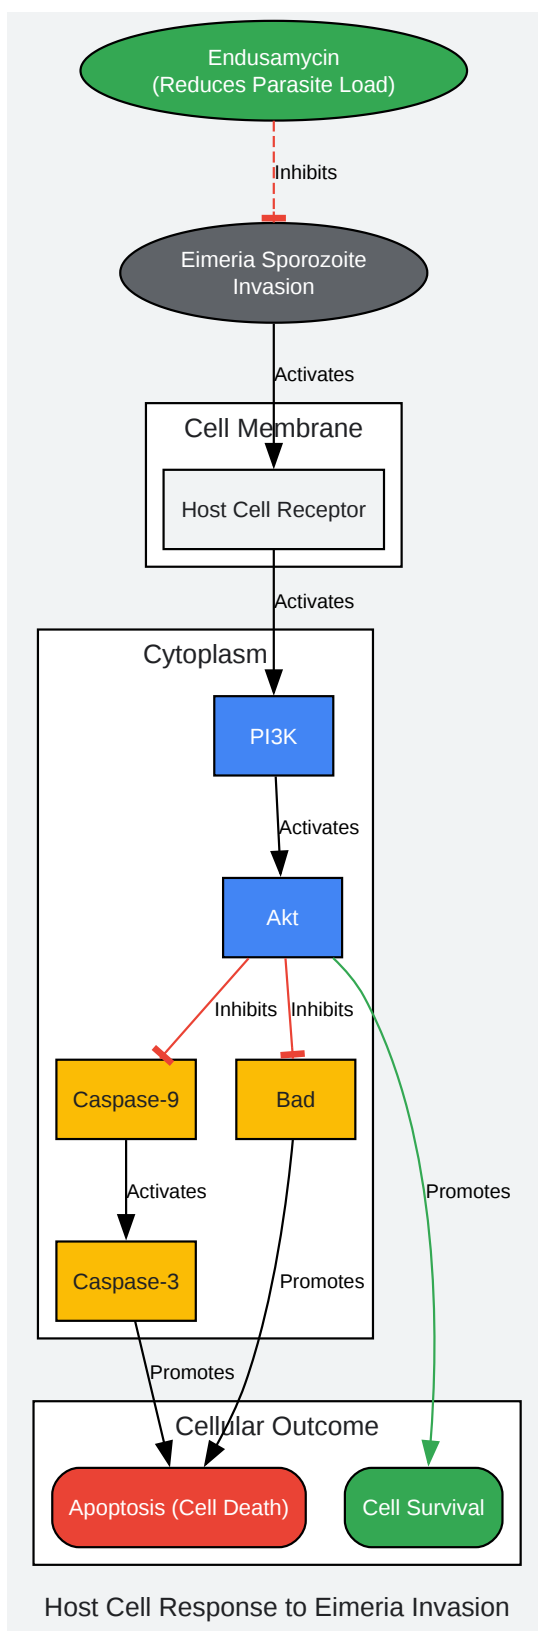 Endusamycin
(Reduces Parasite Load)
Inhibits
Eimeria Sporozoite
Invasion
Activates
Cell Membrane
Host Cell Receptor
Activates
Cytoplasm
PI3K
Activates
Akt
Inhibits
Inhibits
Caspase-9
Bad
Activates
Promotes
Caspase-3
Promotes
Promotes
Cellular Outcome
Apoptosis (Cell Death)
Cell Survival
Host Cell Response to Eimeria Invasion